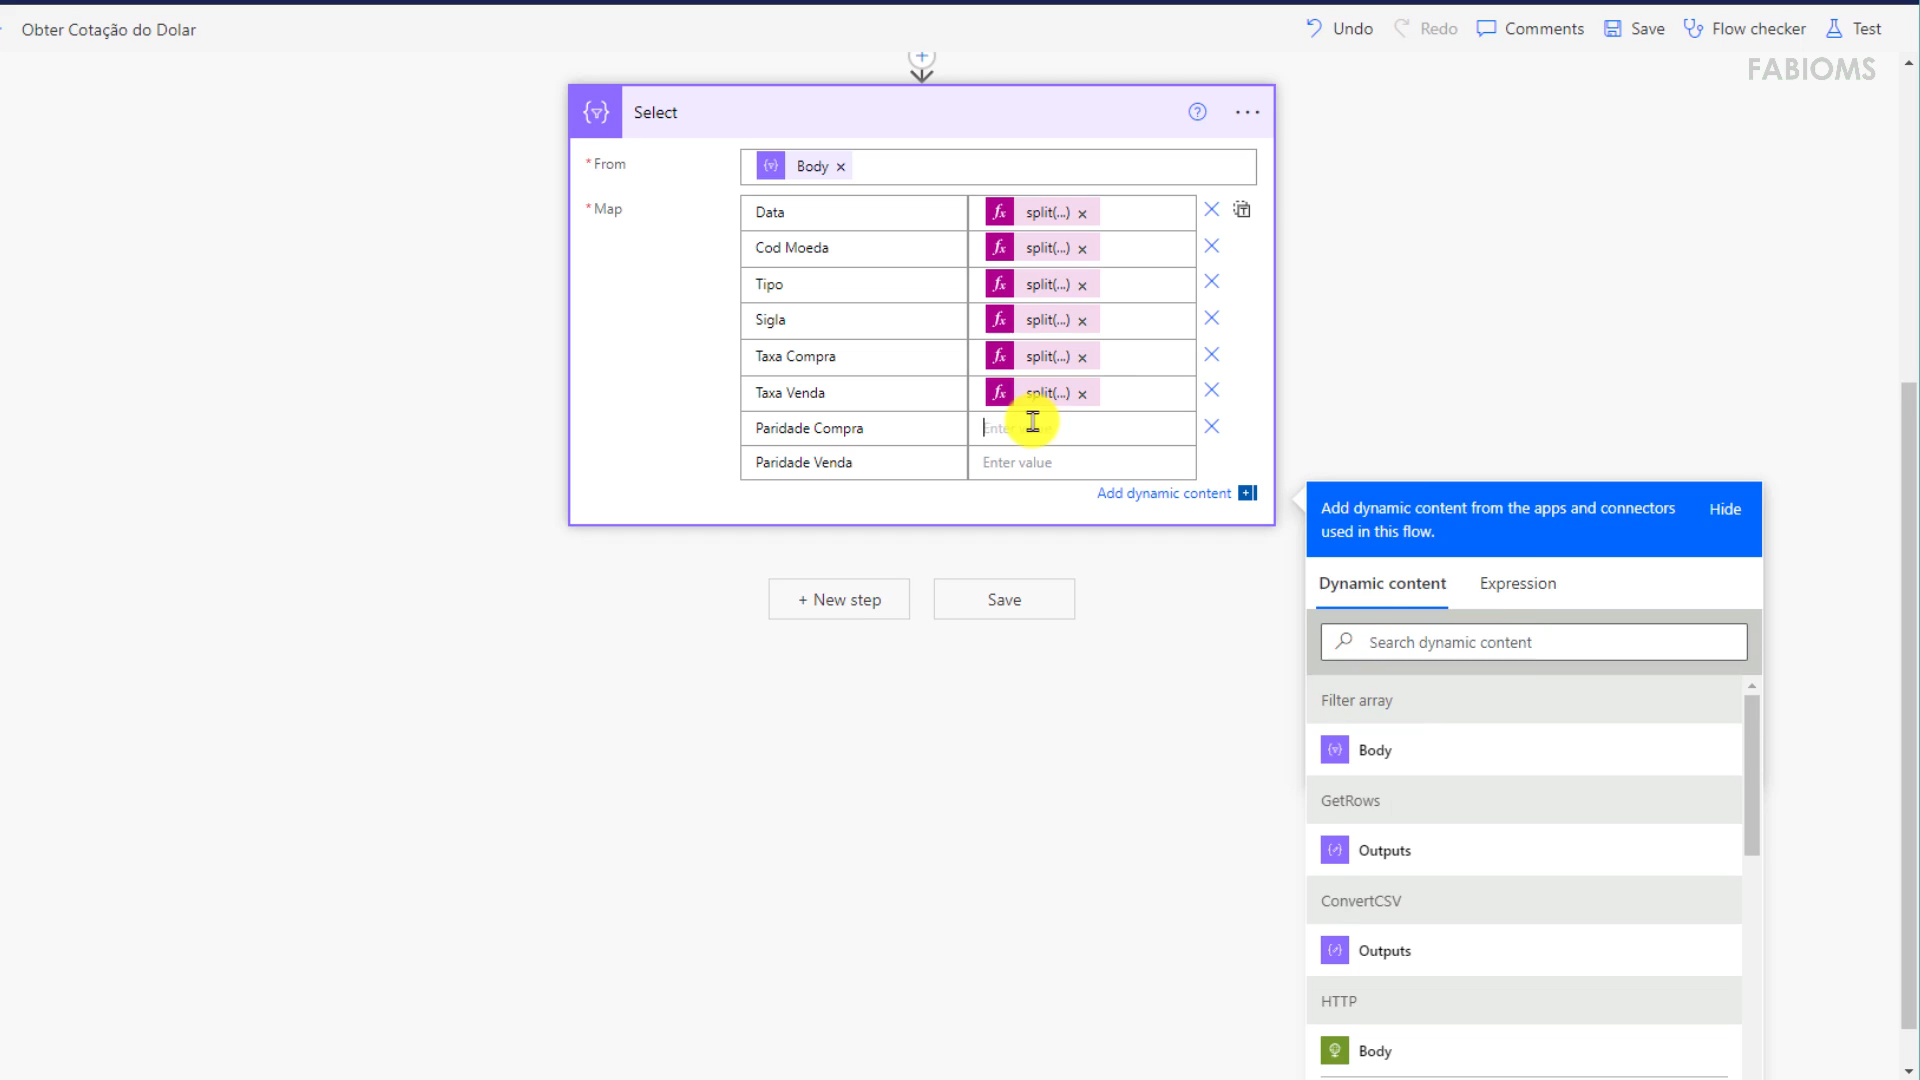 Obter Cotação do Dolar
Undo
Redo
Comments
Save
Flow checker
Test
FABIOMS
Select
* From
Body
* Map
Data
split(...)
Cod Moeda
split(...)
Tipo
split(...)
Sigla
split(...)
Taxa Compra
split(...)
Taxa Venda
split(...)
Paridade Compra
Enter
Paridade Venda
Enter value
Add dynamic content
+ New step
Save
Add dynamic content from the apps and connectors
used in this flow.
Hide
Dynamic content
Expression
Search dynamic content
Filter array
Body
GetRows
Outputs
ConvertCSV
Outputs
HTTP
Body